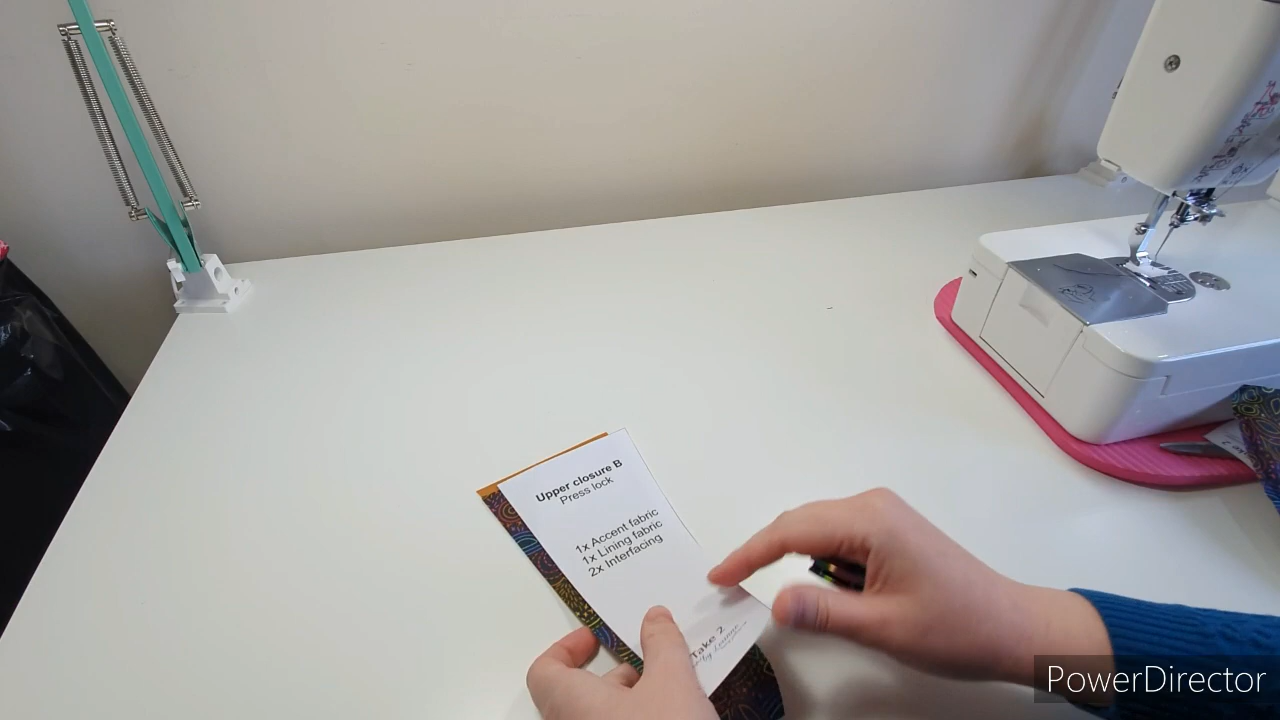 Upper closure B
Press lock
1x Accent fabric
1x Lining fabric
2x Interfacing
Take 2
PowerDirector